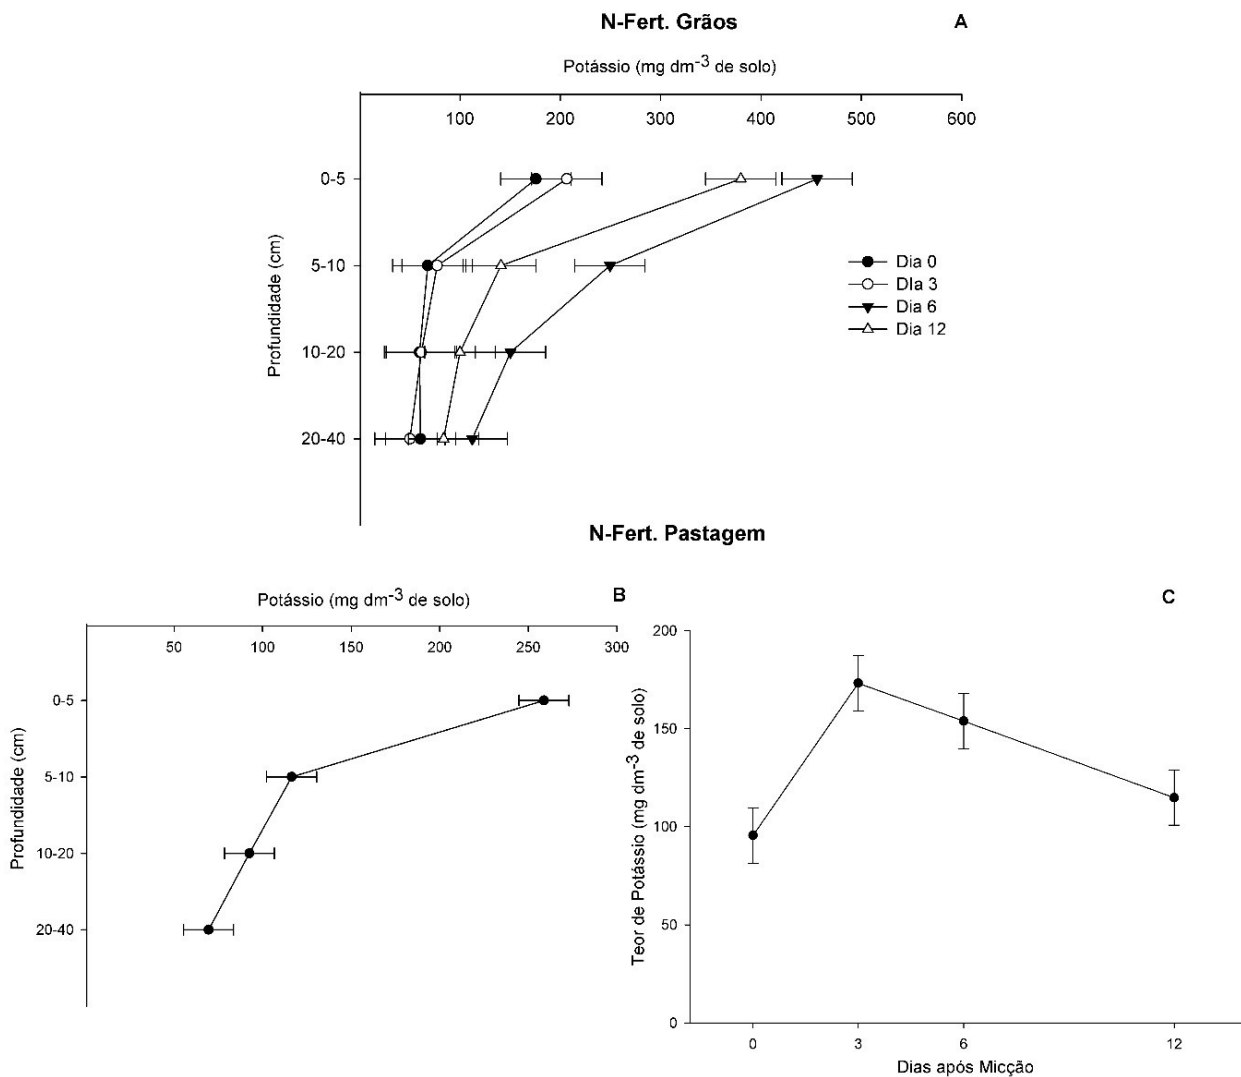 N-Fert. Grãos
A
Potássio (mg dm-3 de solo)
100 200 300 400 500 600
Profundidade (cm)
0-5
5-10
10-20
20-40
Dia 0
DIa 3
Dia 6
Dia 12
N-Fert. Pastagem
Potássio (mg dm-3 de solo)
B
50 100 150 200 250 300
Profundidade (cm)
0-5
5-10
10-20
20-40
C
Teor de Potássio (mg dm-3 de solo)
200
150
100
50
0
0 3 6 12
Dias após Micção